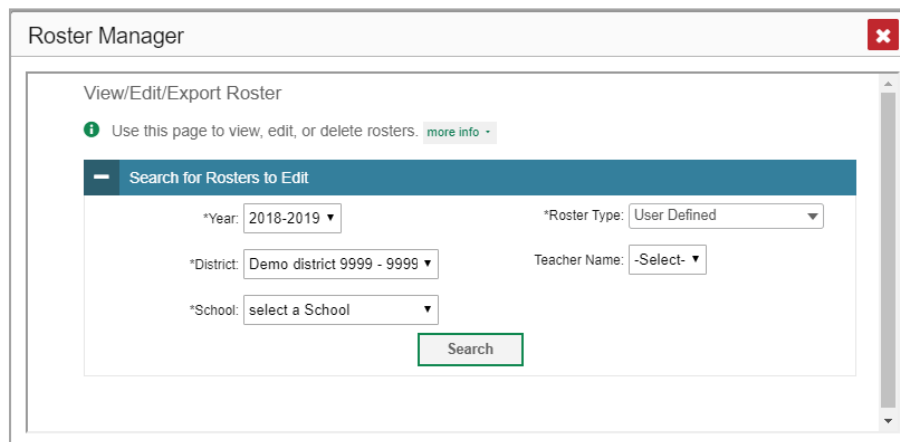 Roster Manager
View/Edit/Export Roster
Use this page to view, edit, or delete rosters. more info
Search for Rosters to Edit
*Year: 2018-2019 *Roster Type: User Defined
*District: Demo district 9999 - 9999 Teacher Name: -Select-
*School: select a School
Search